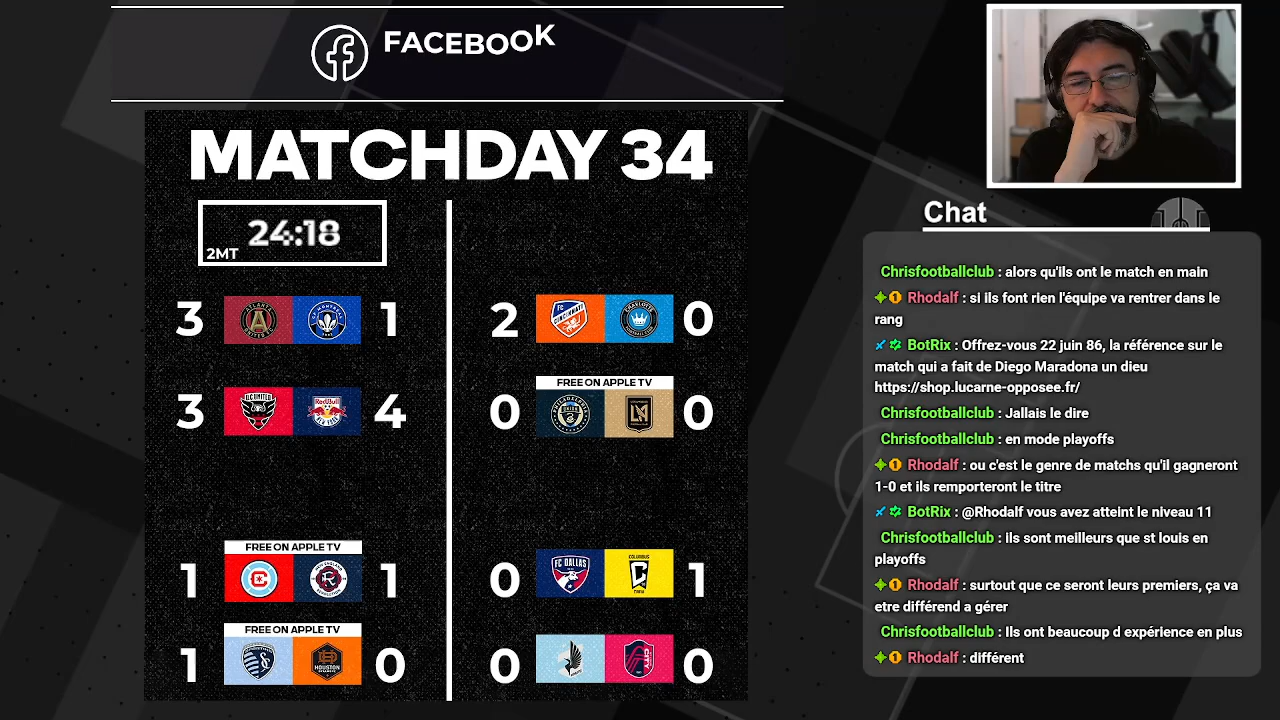 FACEBOOK
MATCHDAY 34
24:18
2MT
3 1
2 0
3 4
FREE ON APPLE TV
0 0
FREE ON APPLE TV
1 1
0 1
FREE ON APPLE TV
1 0
0 0
Chat
Chrisfootballclub : alors qu'ils ont le match en main
Rhodalf : si ils font rien l'équipe va rentrer dans le
rang
BotRix : Offrez-vous 22 juin 86, la référence sur le
match qui a fait de Diego Maradona un dieu
https://shop.lucarne-opposee.fr/
Chrisfootballclub : Jallais le dire
Chrisfootballclub : en mode playoffs
Rhodalf : ou c'est le genre de matchs qu'il gagneront
1-0 et ils remporteront le titre
BotRix : @Rhodalf vous avez atteint le niveau 11
Chrisfootballclub : ils sont meilleurs que st louis en
playoffs
Rhodalf : surtout que ce seront leurs premiers, ça va
etre différend a gérer
Chrisfootballclub : Ils ont beaucoup d expérience en plus
Rhodalf : différent